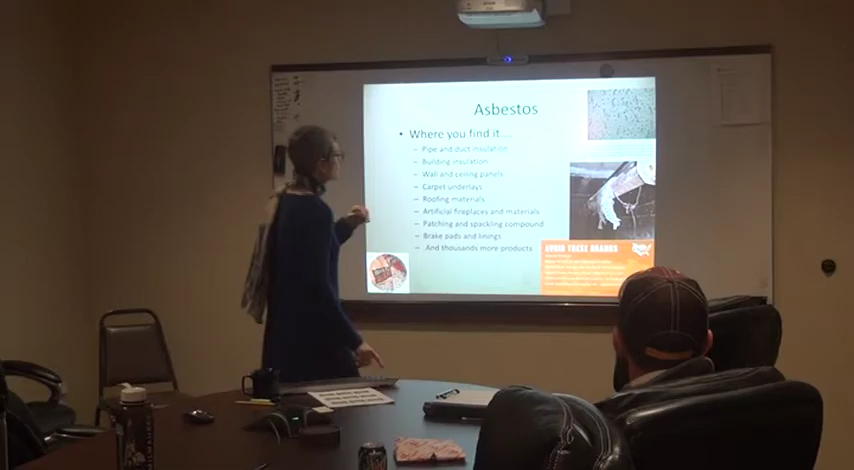 Asbestos
• Where you find it....
– Pipe and duct insulation
– Building insulation
– Wall and ceiling panels
– Carpet underlays
– Roofing materials
– Artificial fireplaces and materials
– Patching and spackling compound
– Brake pads and linings
– And thousands more products
AVOID THESE BRANDS